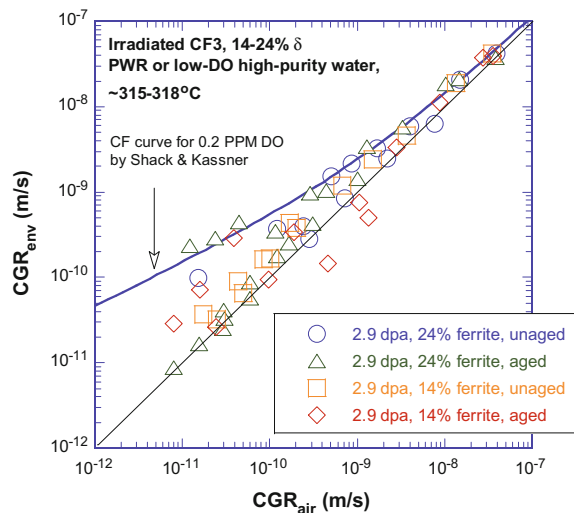 Irradiated CF3, 14-24% δ
PWR or low-DO high-purity water,
~315-318°C
CF curve for 0.2 PPM DO
by Shack & Kassner
CGRenv (m/s)
10-7
10-8
10-9
10-10
10-11
10-12
2.9 dpa, 24% ferrite, unaged
2.9 dpa, 24% ferrite, aged
2.9 dpa, 14% ferrite, unaged
2.9 dpa, 14% ferrite, aged
10-12 10-11 10-10 10-9 10-8 10-7
CGRair (m/s)